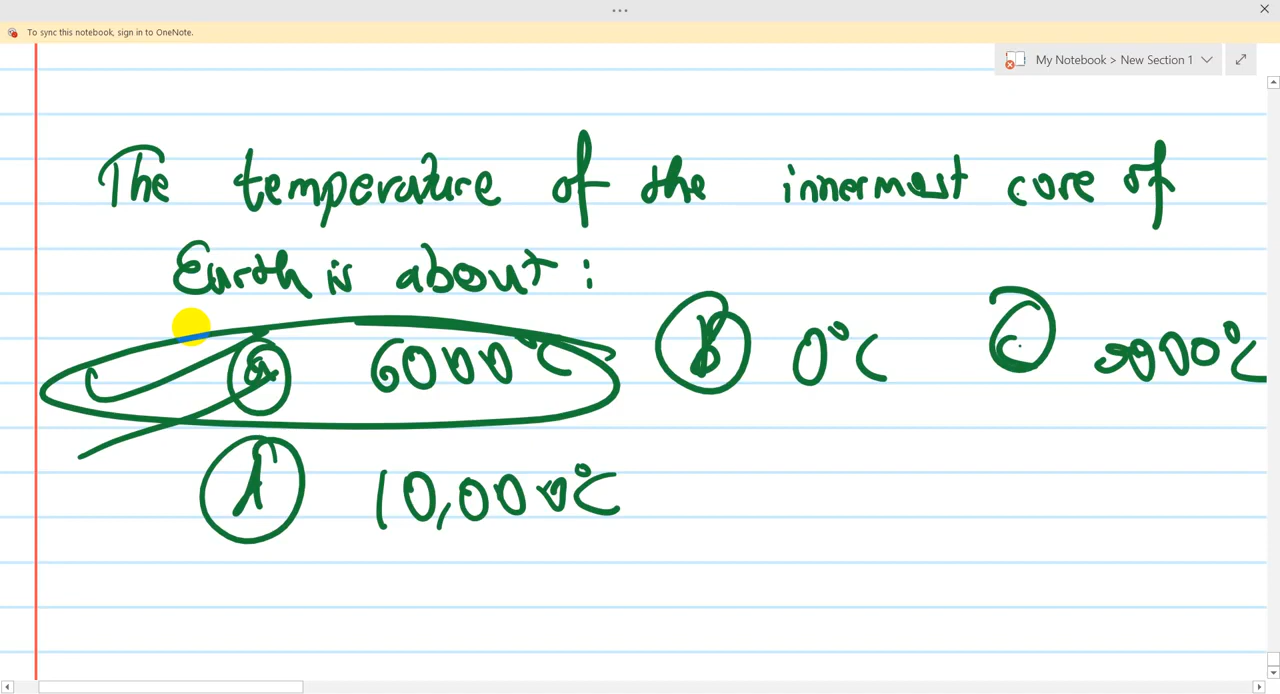 To sync this notebook, sign in to OneNote.
My Notebook > New Section 1
The temperature of the innermost core of
Earth is about :
a 6000°C B 0°C C 000°C
10,000°C